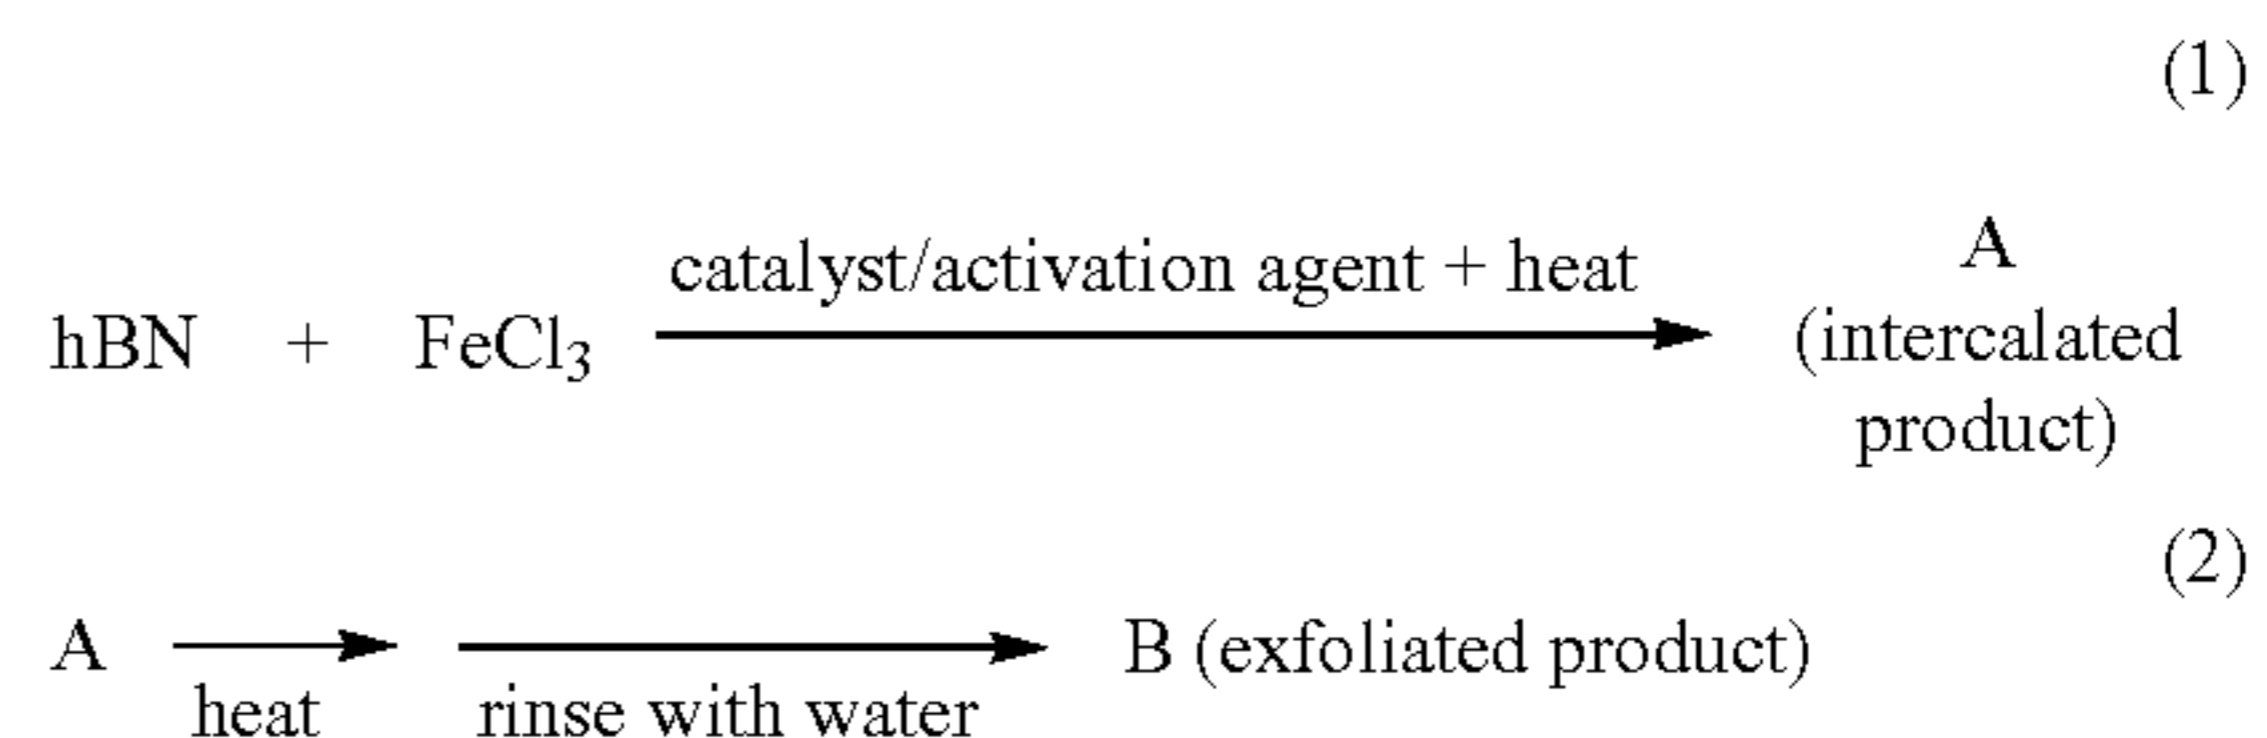 (1)
catalyst/activation agent + heat
hBN + FeCl₃
A
(intercalated
product)
(2)
A
heat
rinse with water
B (exfoliated product)